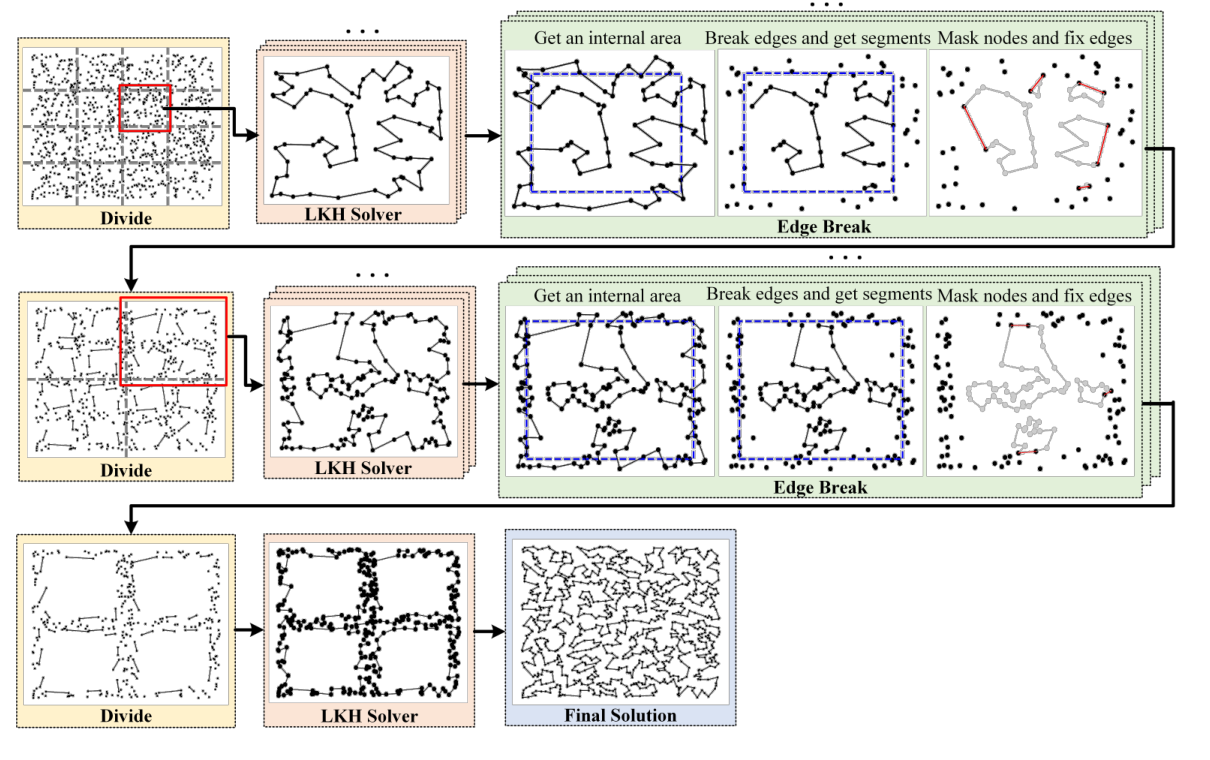 . . .
. . .
Get an internal area
Break edges and get segments
Mask nodes and fix edges
Divide
LKH Solver
Edge Break
. . .
. . .
Get an internal area
Break edges and get segments
Mask nodes and fix edges
Divide
LKH Solver
Edge Break
Divide
LKH Solver
Final Solution